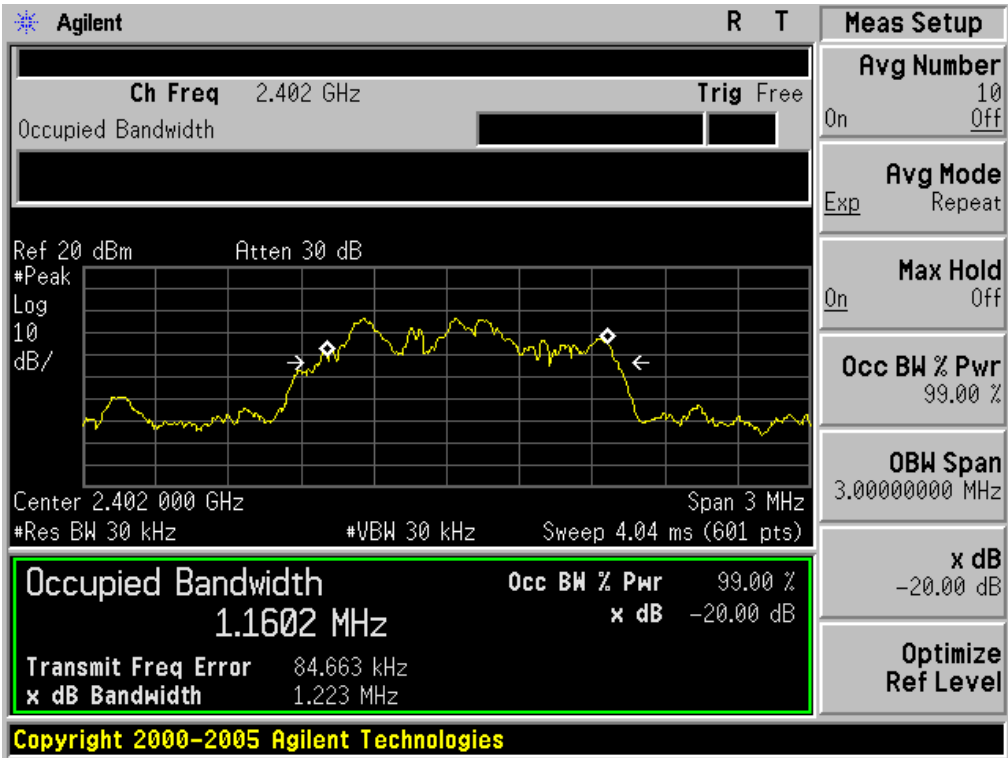 Agilent R T
Ch Freq 2.402 GHz Trig Free
Occupied Bandwidth
Ref 20 dBm Atten 30 dB
#Peak
Log
10
dB/
Center 2.402 000 GHz Span 3 MHz
#Res BW 30 kHz #VBW 30 kHz Sweep 4.04 ms (601 pts)
Occupied Bandwidth Occ BW % Pwr 99.00 %
1.1602 MHz x dB -20.00 dB
Transmit Freq Error 84.663 kHz
x dB Bandwidth 1.223 MHz
Copyright 2000-2005 Agilent Technologies
Meas Setup
Avg Number
10
On Off
Avg Mode
Exp Repeat
Max Hold
On Off
Occ BW % Pwr
99.00 %
OBW Span
3.00000000 MHz
x dB
-20.00 dB
Optimize
Ref Level